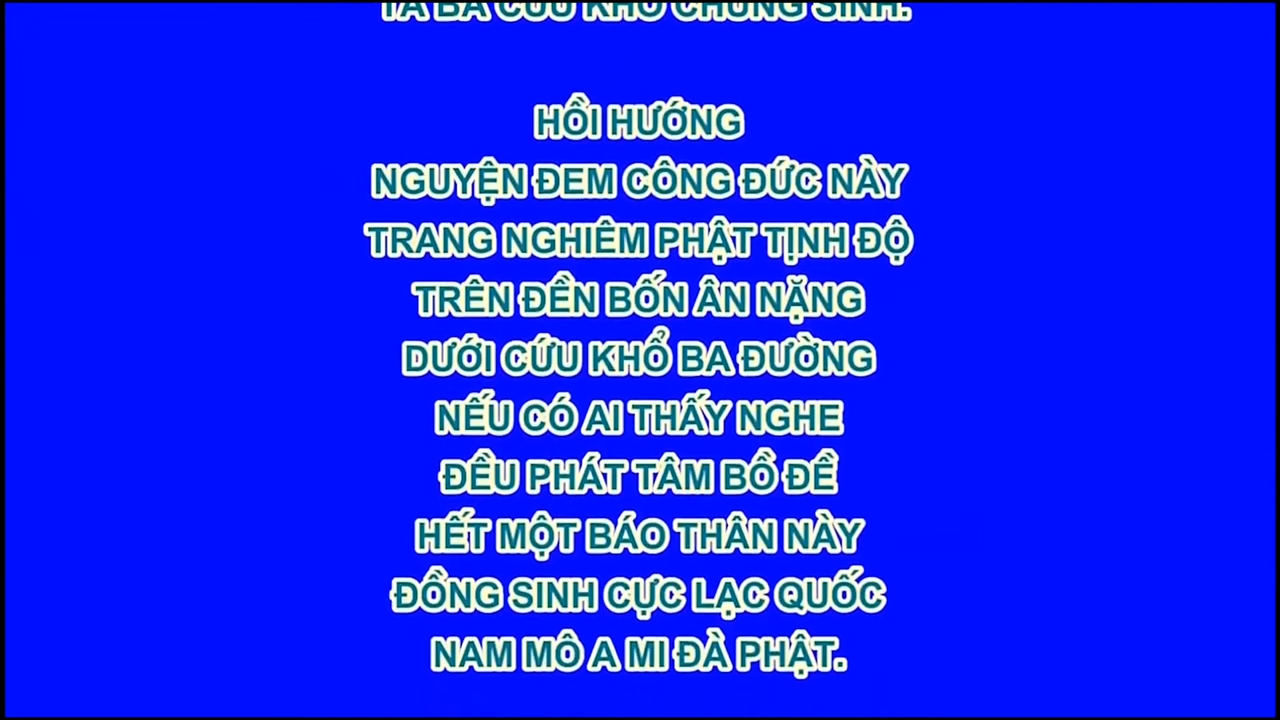 TA BA CỨU KHỔ CHÚNG SINH.
HỒI HƯỚNG
NGUYỆN ĐEM CÔNG ĐỨC NÀY
TRANG NGHIÊM PHẬT TỊNH ĐỘ
TRÊN ĐỀN BỐN ÂN NẶNG
DƯỚI CỨU KHỔ BA ĐƯỜNG
NẾU CÓ AI THẤY NGHE
ĐỀU PHÁT TÂM BỒ ĐỀ
HẾT MỘT BÁO THÂN NÀY
ĐỒNG SINH CỰC LẠC QUỐC
NAM MÔ A MI ĐÀ PHẬT.